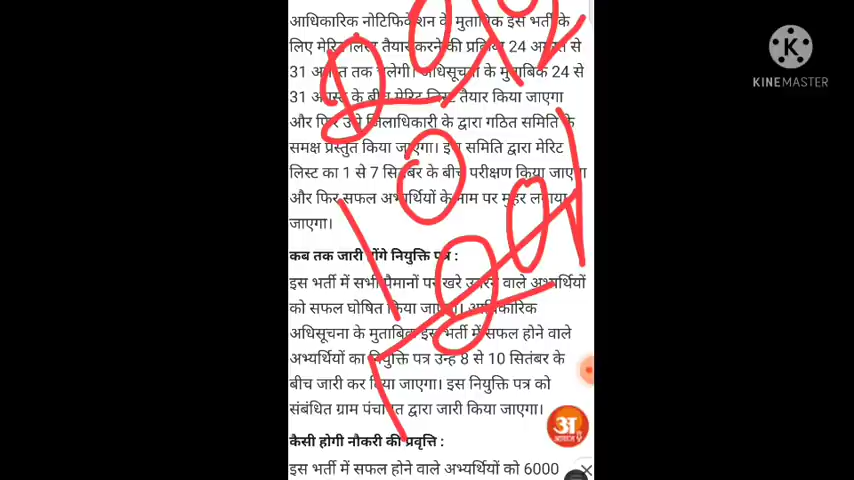 आधिकारिक नोटिफिकेशन के मुताबिक इस भर्ती के
लिए मेरिट लिस्ट तैयार करने की प्रक्रिया 24 अगस्त से
31 अगस्त तक चलेगी। अधिसूचना के मुताबिक 24 से
31 अगस्त के बीच मेरिट लिस्ट तैयार किया जाएगा
और फिर उसे जिलाधिकारी के द्वारा गठित समिति के
समक्ष प्रस्तुत किया जाएगा। इस समिति द्वारा मेरिट
लिस्ट का 1 से 7 सितंबर के बीच परीक्षण किया जाएगा
और फिर सफल अभ्यर्थियों के नाम पर मुहर लगाया
जाएगा।
कब तक जारी होंगे नियुक्ति पत्र :
इस भर्ती में सभी पैमानों पर खरे उतरने वाले अभ्यर्थियों
को सफल घोषित किया जाएगा। आधिकारिक
अधिसूचना के मुताबिक इस भर्ती में सफल होने वाले
अभ्यर्थियों का नियुक्ति पत्र उन्हें 8 से 10 सितंबर के
बीच जारी कर दिया जाएगा। इस नियुक्ति पत्र को
संबंधित ग्राम पंचायत द्वारा जारी किया जाएगा।
कैसी होगी नौकरी की प्रवृत्ति :
इस भर्ती में सफल होने वाले अभ्यर्थियों को 6000
K
KINEMASTER